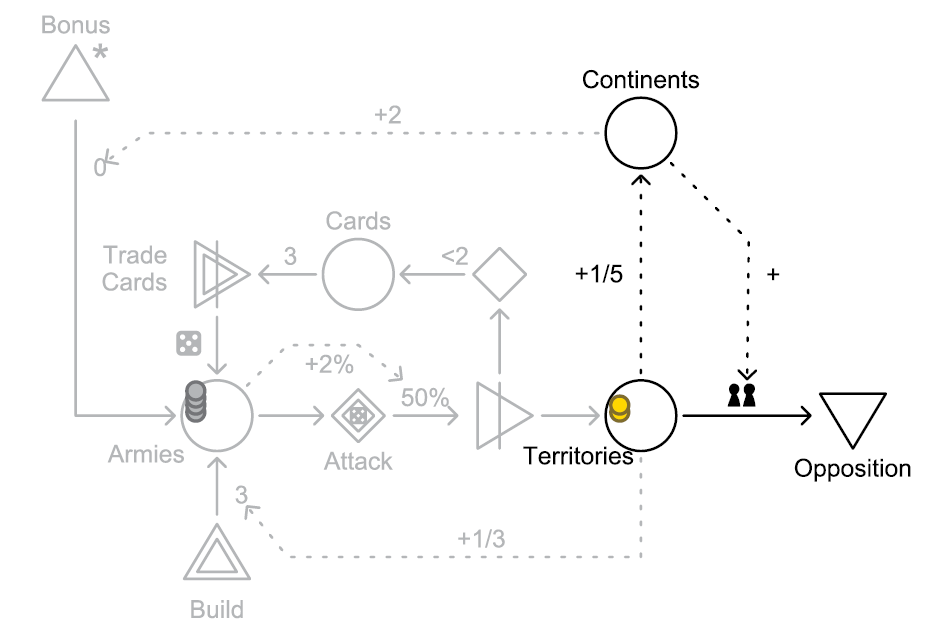 Bonus
*
Continents
+2
0
Cards
Trade
Cards
3
<2
+1/5
+
+2%
50%
Armies
Attack
Territories
Opposition
3
+1/3
Build